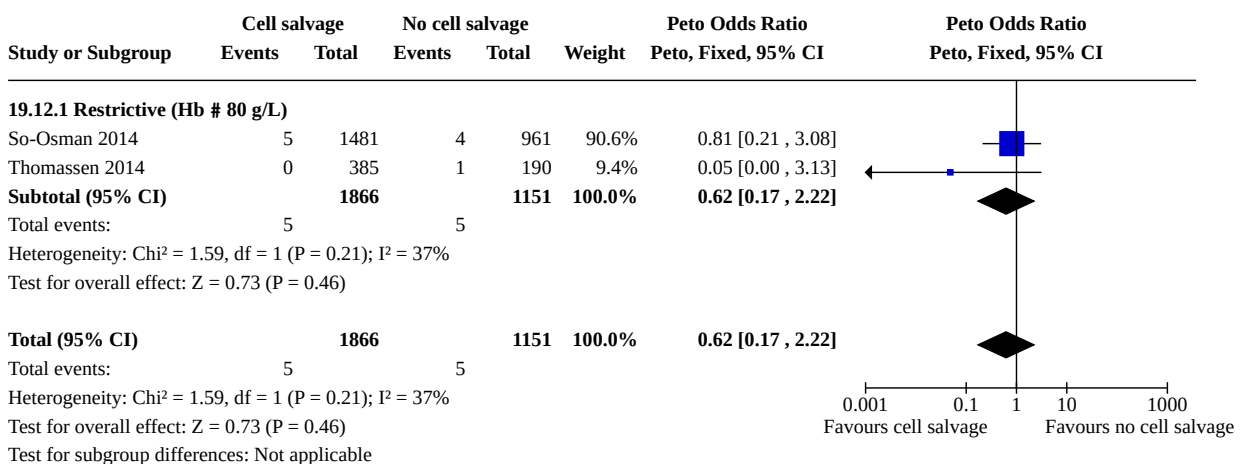 Cell salvage No cell salvage Peto Odds Ratio Peto Odds Ratio
Study or Subgroup Events Total Events Total Weight Peto, Fixed, 95% CI Peto, Fixed, 95% CI
19.12.1 Restrictive (Hb # 80 g/L)
So-Osman 2014 5 1481 4 961 90.6% 0.81 [0.21 , 3.08]
Thomassen 2014 0 385 1 190 9.4% 0.05 [0.00 , 3.13]
Subtotal (95% CI) 1866 1151 100.0% 0.62 [0.17 , 2.22]
Total events: 5 5
Heterogeneity: Chi² = 1.59, df = 1 (P = 0.21); I² = 37%
Test for overall effect: Z = 0.73 (P = 0.46)
Total (95% CI) 1866 1151 100.0% 0.62 [0.17 , 2.22]
Total events: 5 5
Heterogeneity: Chi² = 1.59, df = 1 (P = 0.21); I² = 37%
0.001 0.1 1 10 1000
Test for overall effect: Z = 0.73 (P = 0.46)
Favours cell salvage Favours no cell salvage
Test for subgroup differences: Not applicable